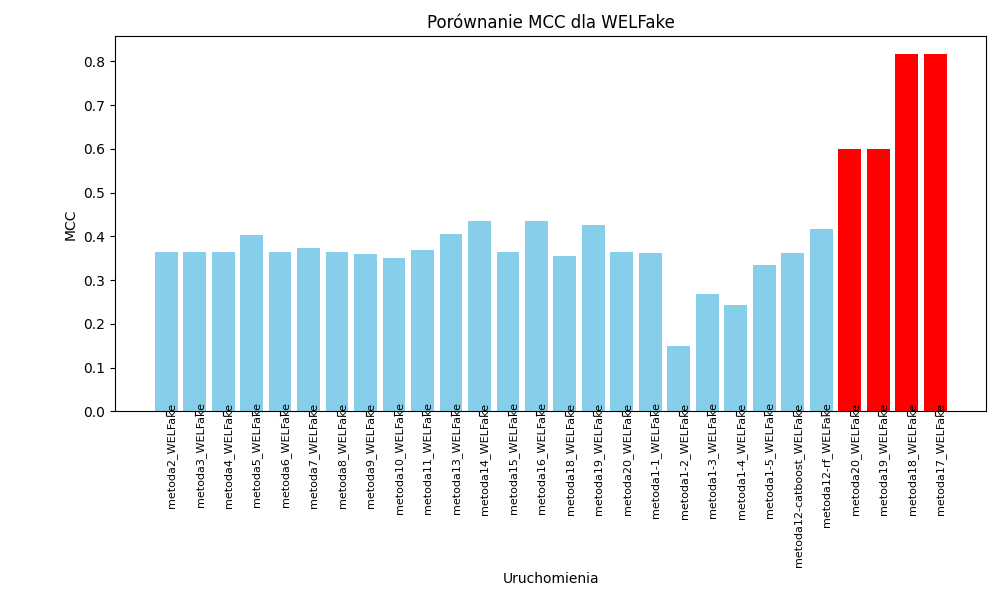 Porównanie MCC dla WELFake
MCC
0.8
0.7
0.6
0.5
0.4
0.3
0.2
0.1
0.0
metoda2_WELFake
metoda3_WELFake
metoda4_WELFake
metoda5_WELFake
metoda6_WELFake
metoda7_WELFake
metoda8_WELFake
metoda9_WELFake
metoda10_WELFake
metoda11_WELFake
metoda13_WELFake
metoda14_WELFake
metoda15_WELFake
metoda16_WELFake
metoda18_WELFake
metoda19_WELFake
metoda20_WELFake
metoda1-1_WELFake
metoda1-2_WELFake
metoda1-3_WELFake
metoda1-4_WELFake
metoda1-5_WELFake
metoda12-catboost_WELFake
metoda12-rf_WELFake
metoda20_WELFake
metoda19_WELFake
metoda18_WELFake
metoda17_WELFake
Uruchomienia